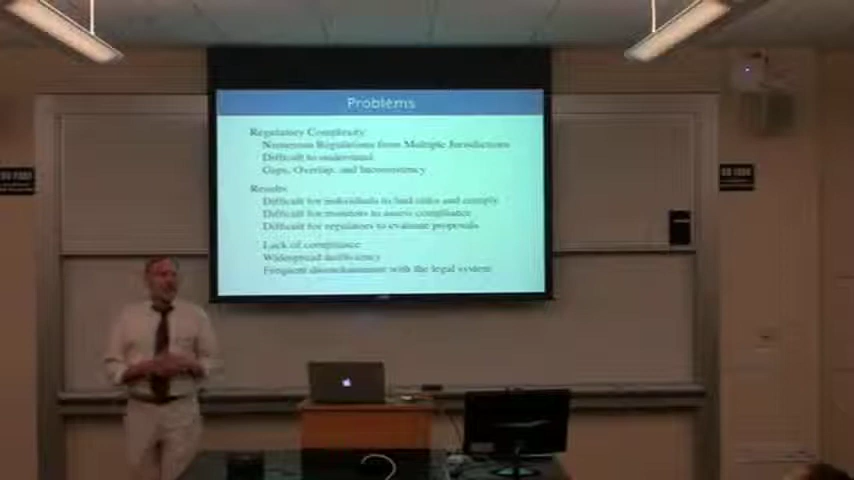 Problems
Regulatory Complexity
Numerous Regulations from Multiple Jurisdictions
Difficult to understand
Gaps, Overlap, and Inconsistency
Results
Difficult for individuals to find rules and comply
Difficult for monitors to assess compliance
Difficult for regulators to evaluate proposals
Lack of compliance
Widespread inefficiency
Frequent disenchantment with the legal system